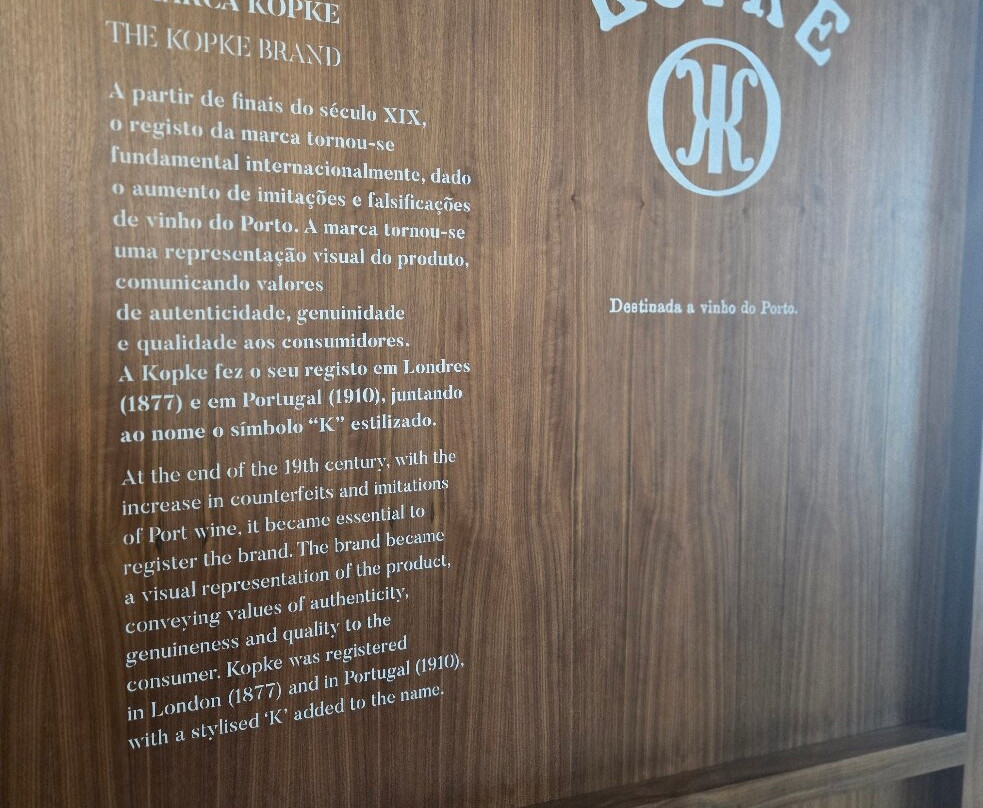 MARCA KOPKE
THE KOPKE BRAND
A partir de finais do século XIX,
o registo da marca tornou-se
fundamental internacionalmente, dado
o aumento de imitações e falsificações
de vinho do Porto. A marca tornou-se
uma representação visual do produto,
comunicando valores
de autenticidade, genuinidade
e qualidade aos consumidores.
A Kopke fez o seu registo em Londres
(1877) e em Portugal (1910), juntando
ao nome o símbolo “K” estilizado.
At the end of the 19th century, with the
increase in counterfeits and imitations
of Port wine, it became essential to
register the brand. The brand became
a visual representation of the product,
conveying values of authenticity,
genuineness and quality to the
consumer. Kopke was registered
in London (1877) and in Portugal (1910),
with a stylised ‘K’ added to the name.
KOPKE
Destinada a vinho do Porto.